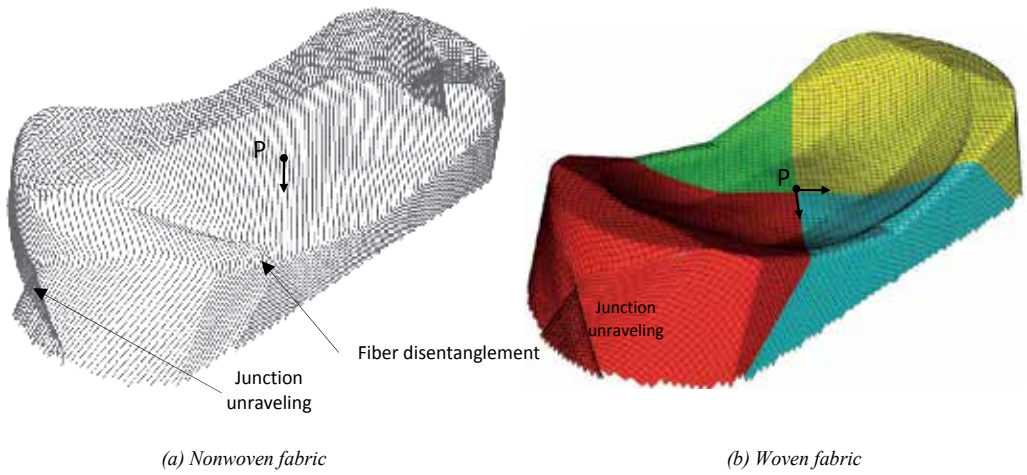 P
Fiber disentanglement
Junction
unraveling
(a) Nonwoven fabric
P
Junction
unraveling
(b) Woven fabric